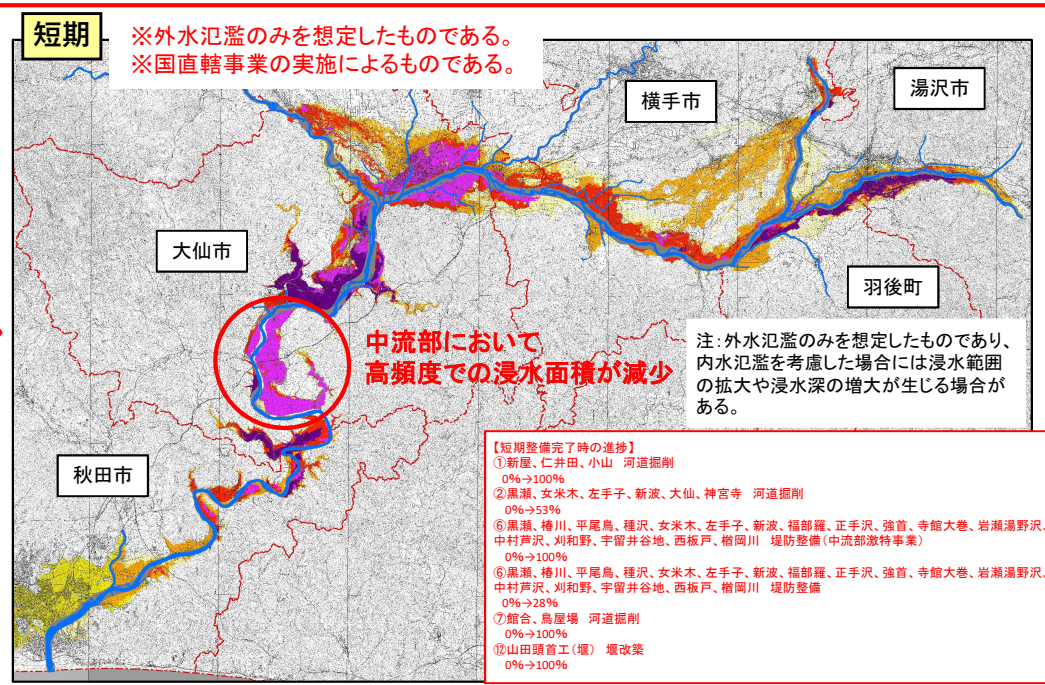 短期
※外水氾濫のみを想定したものである。
※国直轄事業の実施によるものである。
横手市
湯沢市
大仙市
羽後町
中流部において
高頻度での浸水面積が減少
注:外水氾濫のみを想定したものであり、
内水氾濫を考慮した場合には浸水範囲
の拡大や浸水深の増大が生じる場合が
ある。
秋田市
【短期整備完了時の進捗】
①新屋、仁井田、小山 河道掘削
0%→100%
②黒瀬、女米木、左手子、新波、大仙、神宮寺 河道掘削
0%→53%
⑥黒瀬、椿川、平尾鳥、種沢、女米木、左手子、新波、福部羅、正手沢、強首、寺館大巻、岩瀬湯野沢、
中村芦沢、刈和野、宇留井谷地、西板戸、楢岡川 堤防整備(中流部激特事業)
0%→100%
⑥黒瀬、椿川、平尾鳥、種沢、女米木、左手子、新波、福部羅、正手沢、強首、寺館大巻、岩瀬湯野沢、
中村芦沢、刈和野、宇留井谷地、西板戸、楢岡川 堤防整備
0%→28%
⑦館合、鳥屋場 河道掘削
0%→100%
⑫山田頭首工(堰) 堰改築
0%→100%